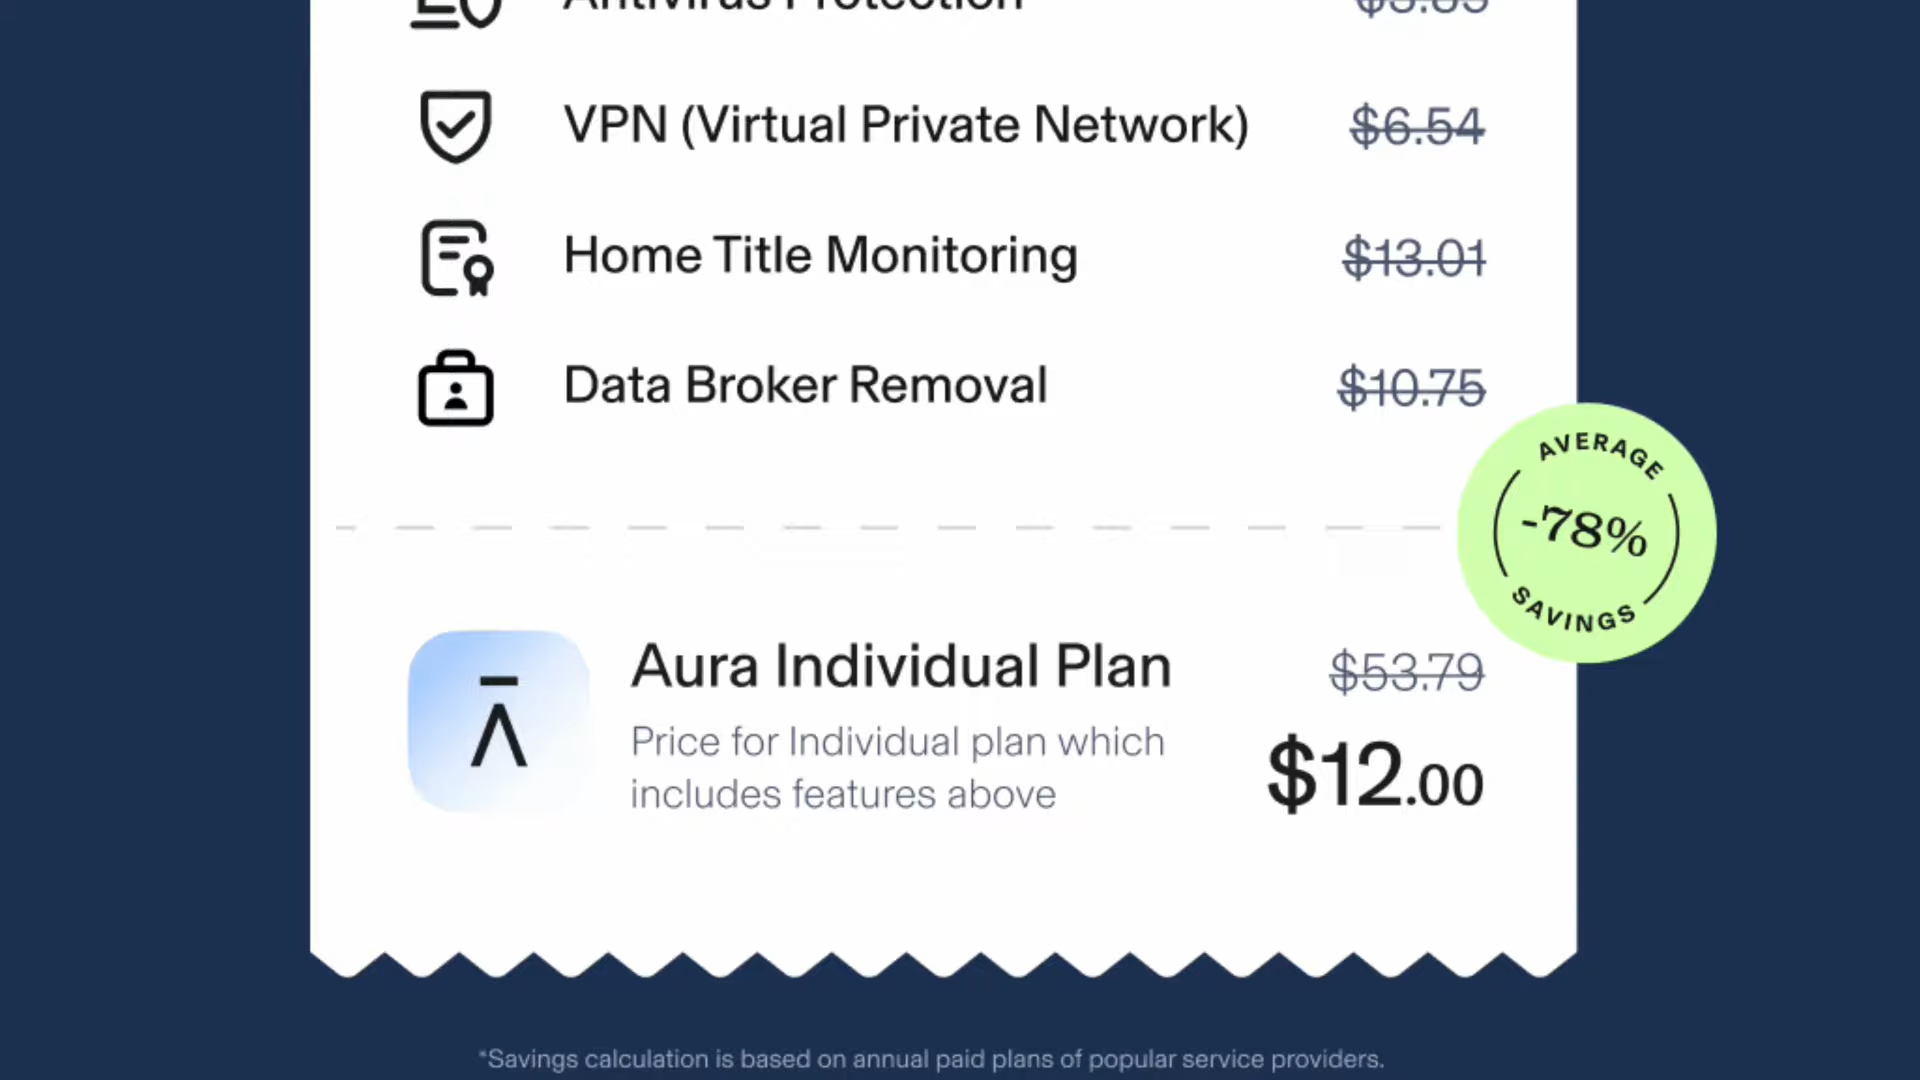 Antivirus Protection
VPN (Virtual Private Network) $6.54
Home Title Monitoring $13.01
Data Broker Removal $10.75
AVERAGE
-78%
SAVINGS
Aura Individual Plan $53.79
Price for Individual plan which
includes features above
$12.00
*Savings calculation is based on annual paid plans of popular service providers.